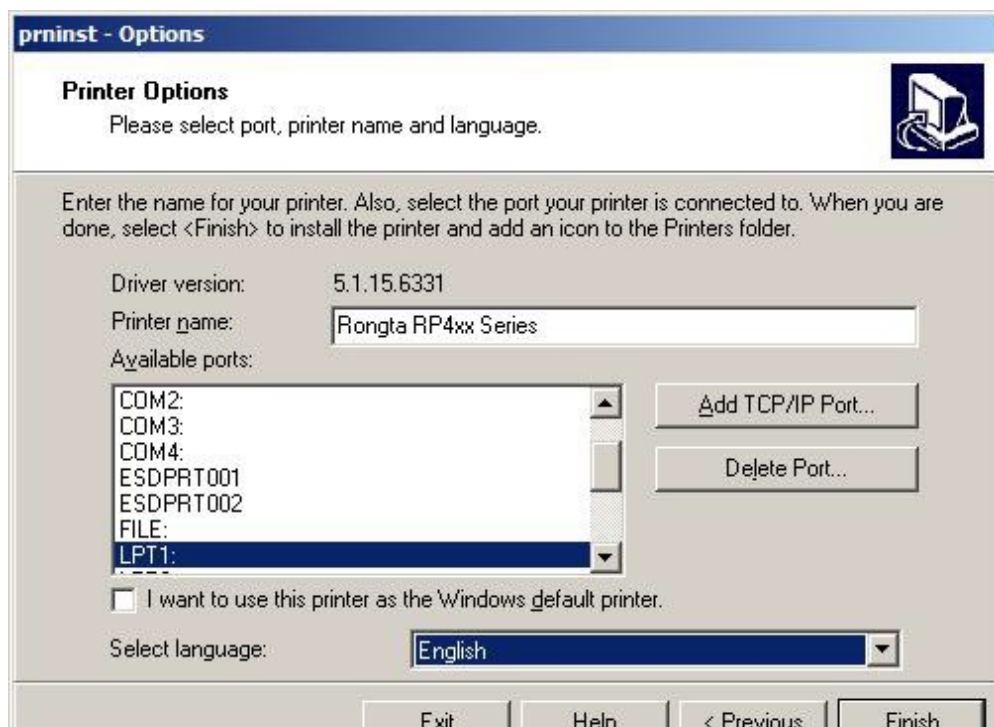 prninst - Options
Printer Options
Please select port, printer name and language.
Enter the name for your printer. Also, select the port your printer is connected to. When you are
done, select <Finish> to install the printer and add an icon to the Printers folder.
Driver version: 5.1.15.6331
Printer name: Rongta RP4xx Series
Available ports:
COM2:
COM3:
Add TCP/IP Port...
COM4:
ESDPRT001
Delete Port...
ESDPRT002
FILE:
LPT1:
I want to use this printer as the Windows default printer.
Select language: English
Exit Help < Previous Finish